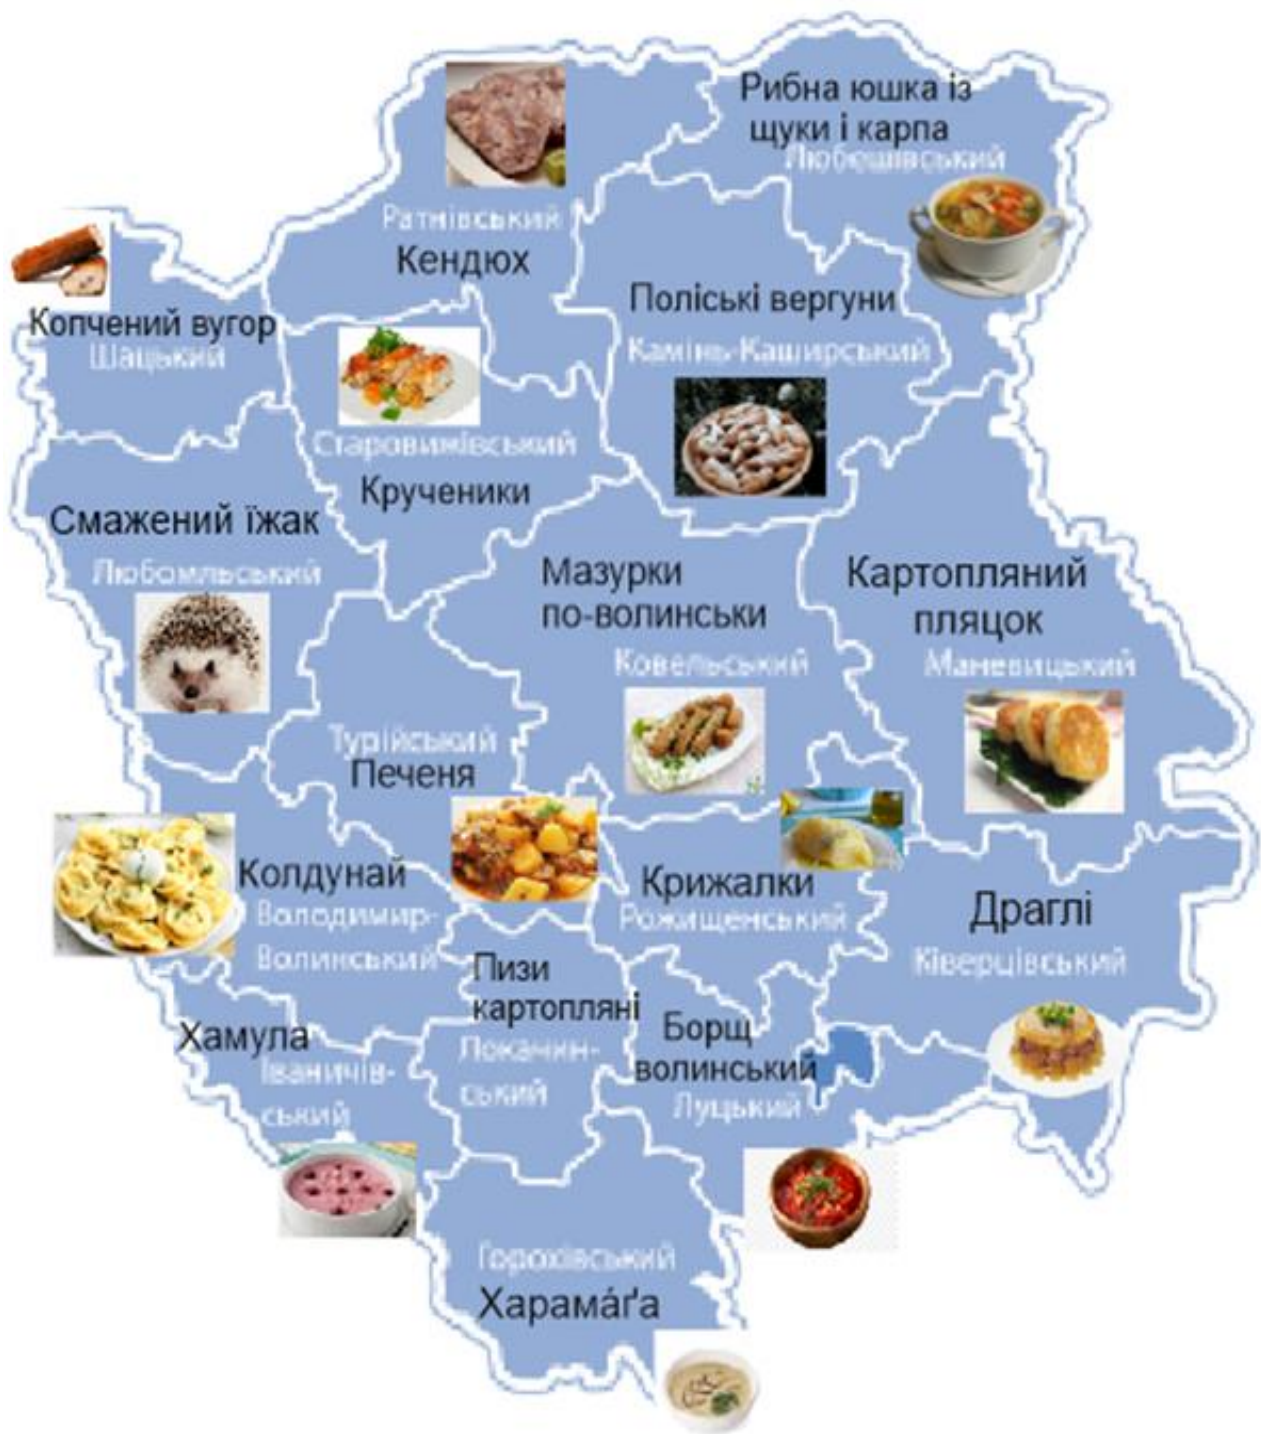 Рибна юшка із
щуки і карпа
Любешівський
Ратнівський
Кендюх
Копчений вугор
Шацький
Поліські вергуни
Камінь-Каширський
Старовижівський
Крученики
Смажений їжак
Любомльський
Мазурки
по-волинськи
Ковельський
Картопляний
пляцок
Маневицький
Турійський
Печеня
Колдунай
Володимир-
Волинський
Крижалки
Рожищенський
Драглі
Ківерцівський
Пизи
картопляні
Локачин-
ський
Хамула
Іваничів-
ський
Борщ
волинський
Луцький
Горохівський
Харама́ґа